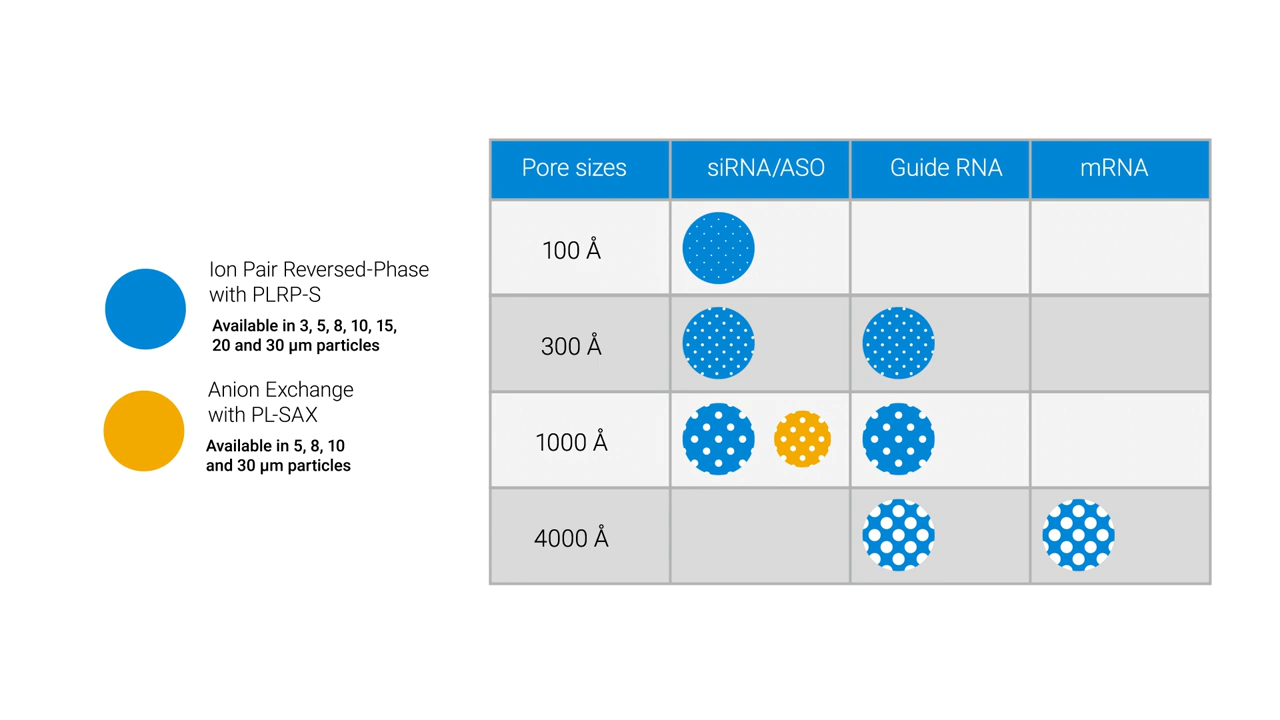 Ion Pair Reversed-Phase
with PLRP-S
Available in 3, 5, 8, 10, 15,
20 and 30 µm particles
Anion Exchange
with PL-SAX
Available in 5, 8, 10
and 30 µm particles
Pore sizes siRNA/ASO Guide RNA mRNA
100 Å
300 Å
1000 Å
4000 Å